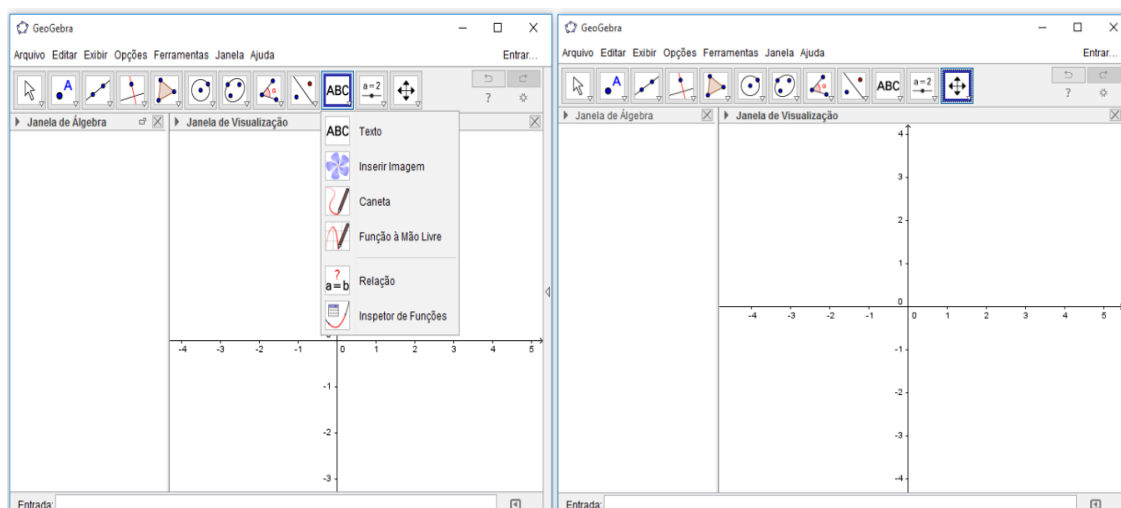 GeoGebra
Arquivo Editar Exibir Opções Ferramentas Janela Ajuda
Entrar...
A
α
ABC
a=2
?
Janela de Álgebra
Janela de Visualização
ABC Texto
Inserir Imagem
Caneta
Função à Mão Livre
? a=b Relação
Inspetor de Funções
-4 -3 -2 -1 0 1 2 3 4 5
-1
-2
-3
Entrada:
GeoGebra
Arquivo Editar Exibir Opções Ferramentas Janela Ajuda
Entrar...
A
α
ABC
a=2
?
Janela de Álgebra
Janela de Visualização
4
3
2
1
0
-4 -3 -2 -1 0 1 2 3 4 5
-1
-2
-3
-4
Entrada: